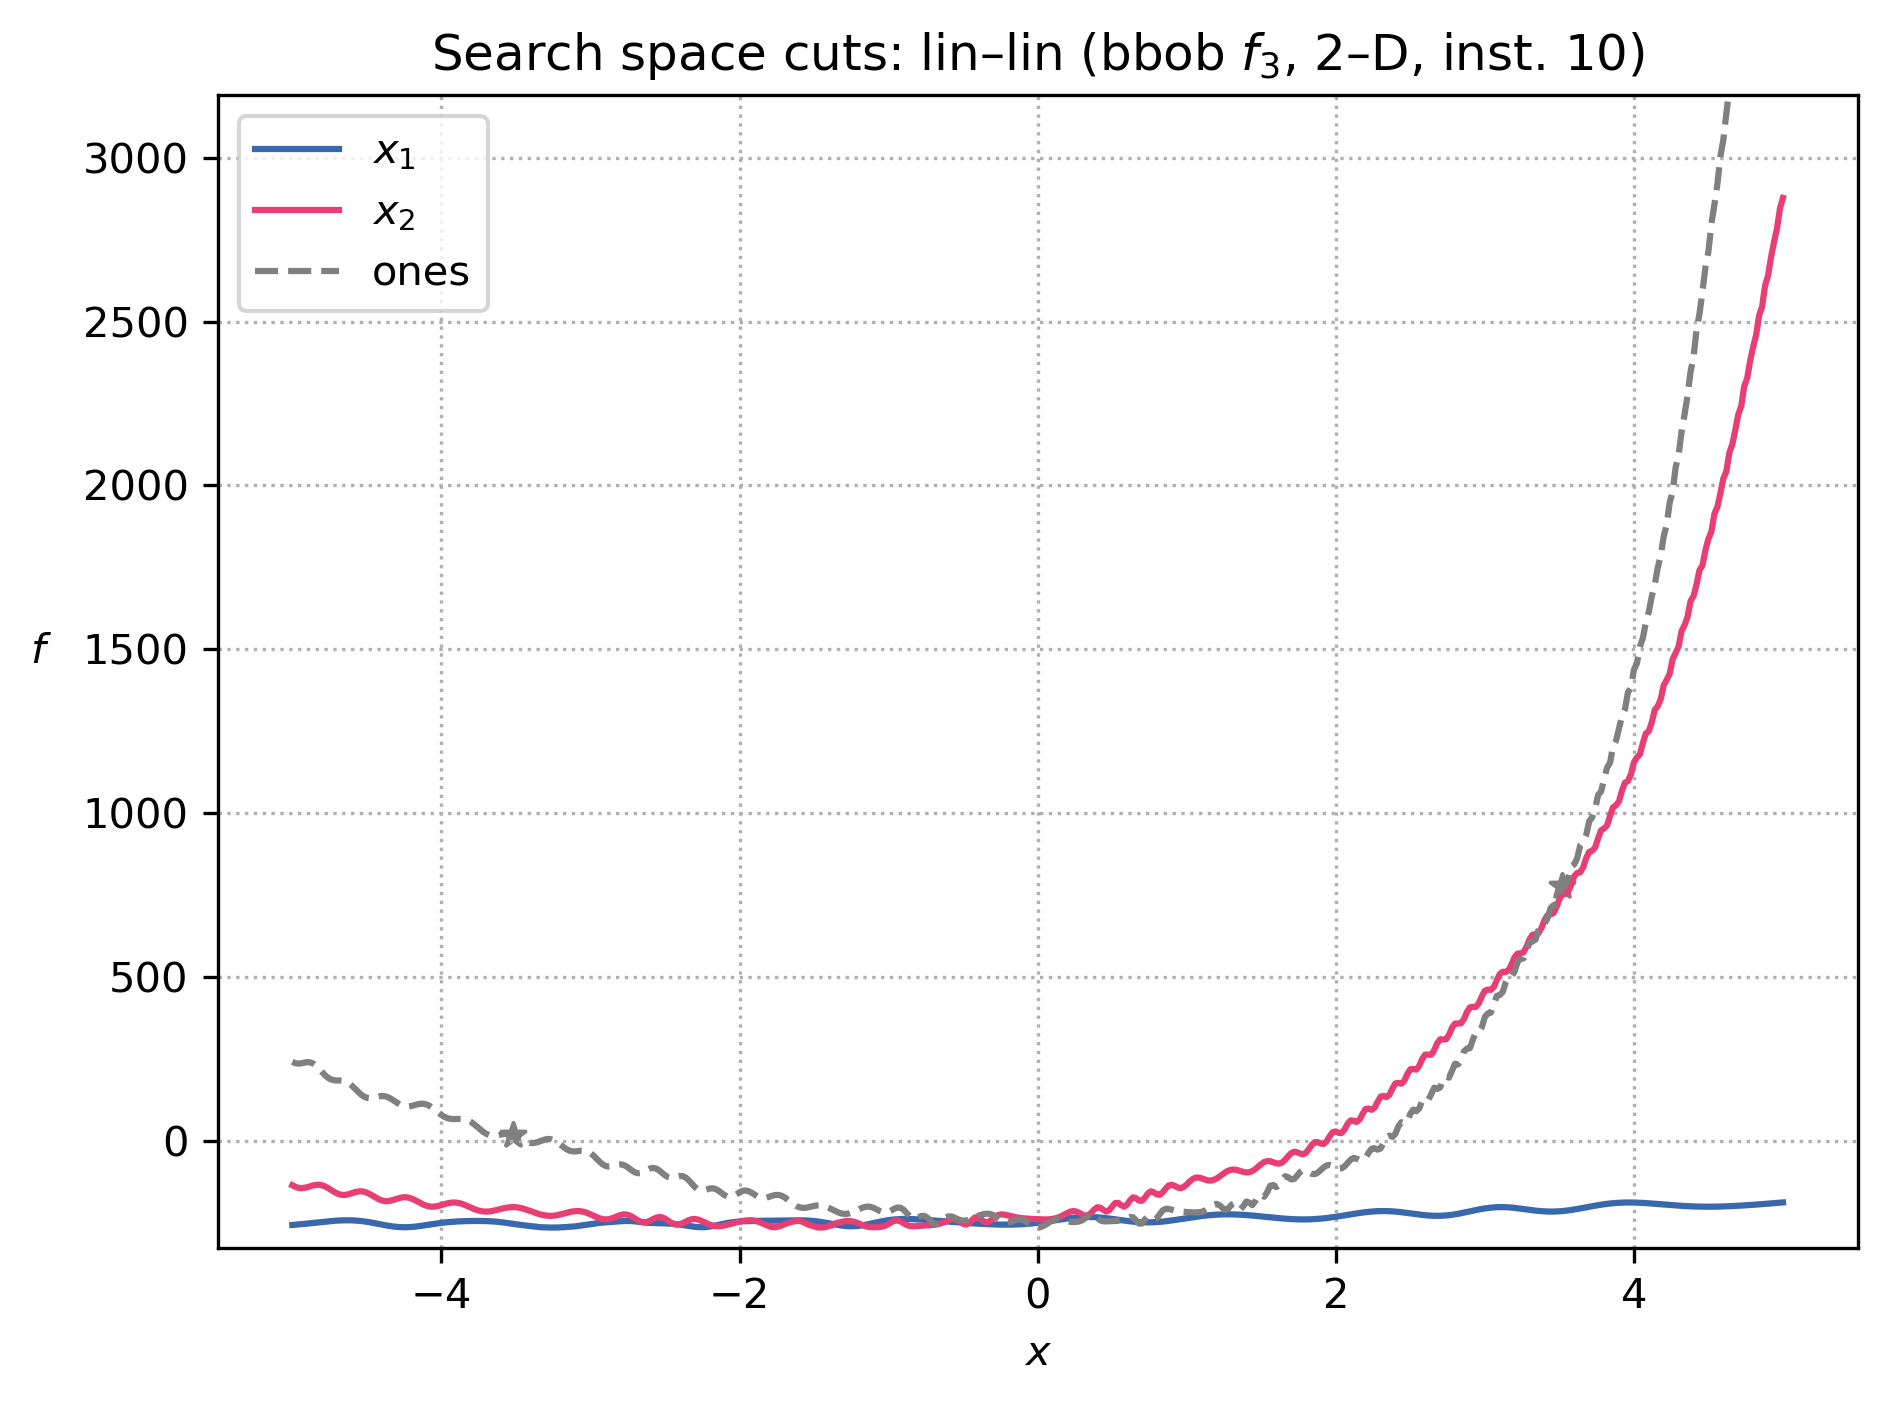 Search space cuts: lin–lin (bbob f₃, 2–D, inst. 10)
x₁
x₂
ones
3000
2500
2000
1500
1000
500
0
f
−4
−2
0
2
4
x